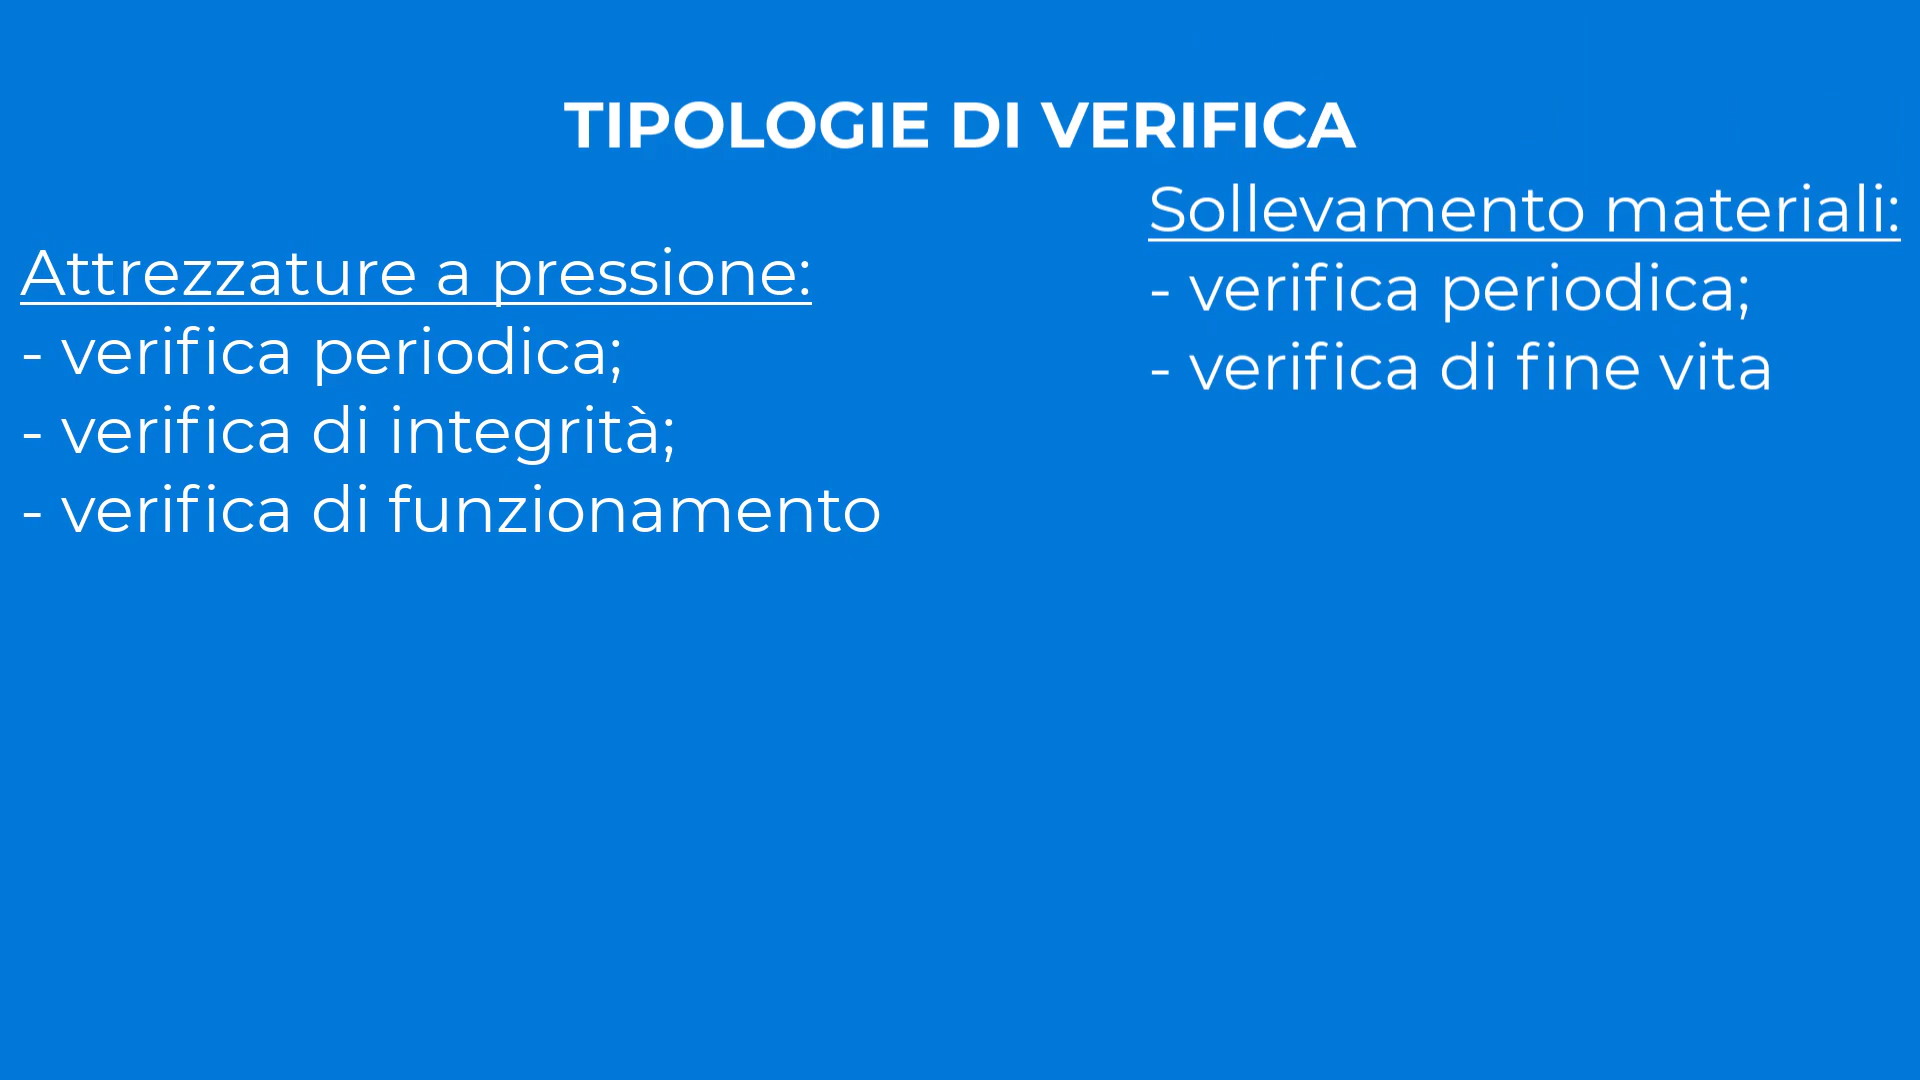 TIPOLOGIE DI VERIFICA
Attrezzature a pressione:
- verifica periodica;
- verifica di integrità;
- verifica di funzionamento
Sollevamento materiali:
- verifica periodica;
- verifica di fine vita